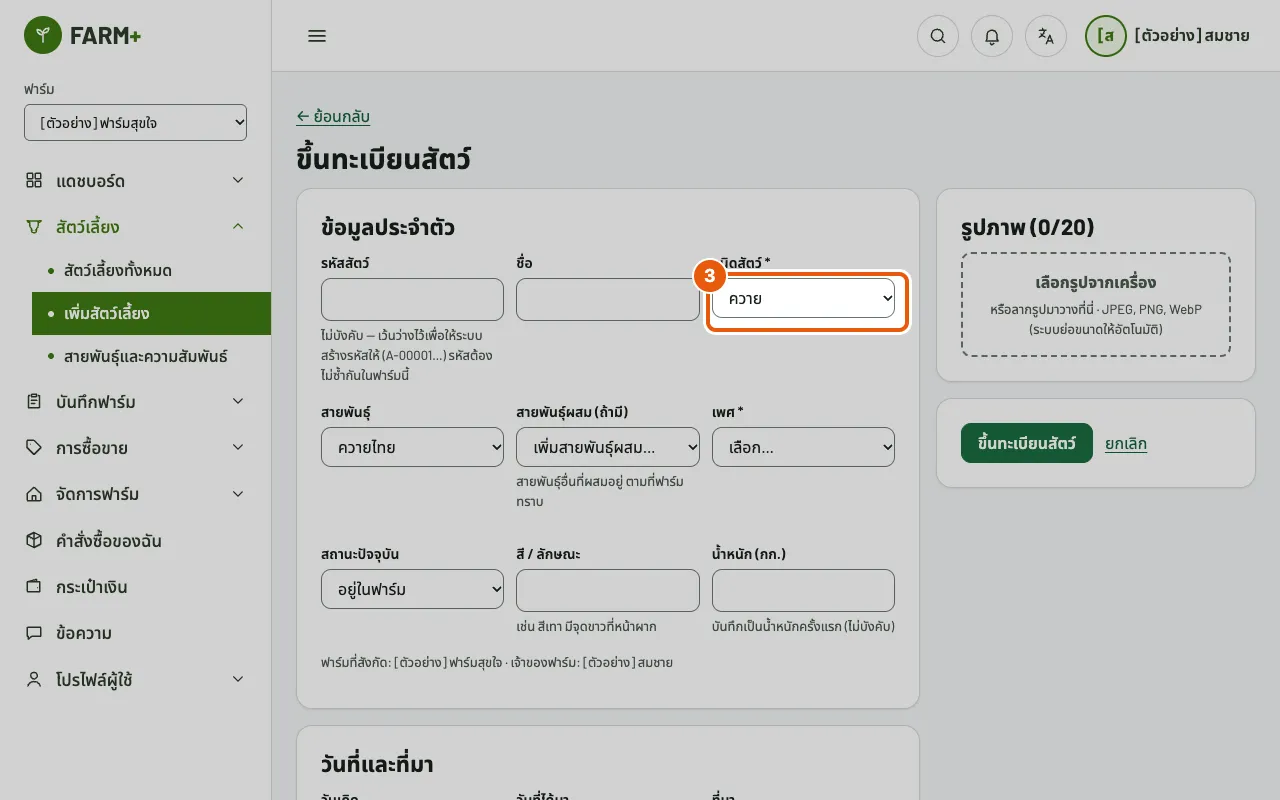 FARM+
[ส
[ตัวอย่าง] สมชาย
ฟาร์ม
[ตัวอย่าง] ฟาร์มสุขใจ
แดชบอร์ด
สัตว์เลี้ยง
สัตว์เลี้ยงทั้งหมด
เพิ่มสัตว์เลี้ยง
สายพันธุ์และความสัมพันธ์
บันทึกฟาร์ม
การซื้อขาย
จัดการฟาร์ม
คำสั่งซื้อของฉัน
กระเป๋าเงิน
ข้อความ
โปรไฟล์ผู้ใช้
← ย้อนกลับ
ขึ้นทะเบียนสัตว์
ข้อมูลประจำตัว
รหัสสัตว์
ไม่บังคับ — เว้นว่างไว้เพื่อให้ระบบ
สร้างรหัสให้ (A-00001…) รหัสต้อง
ไม่ซ้ำกันในฟาร์มนี้
ชื่อ
3
ควาย
สายพันธุ์
ควายไทย
สายพันธุ์ผสม (ถ้ามี)
เพิ่มสายพันธุ์ผสม…
สายพันธุ์อื่นที่ผสมอยู่ ตามที่ฟาร์ม
ทราบ
เพศ *
เลือก…
สถานะปัจจุบัน
อยู่ในฟาร์ม
สี / ลักษณะ
เช่น สีเทา มีจุดขาวที่หน้าผาก
น้ำหนัก (กก.)
บันทึกเป็นน้ำหนักครั้งแรก (ไม่บังคับ)
ฟาร์มที่สังกัด: [ตัวอย่าง] ฟาร์มสุขใจ · เจ้าของฟาร์ม: [ตัวอย่าง] สมชาย
วันที่และที่มา
รูปภาพ (0/20)
เลือกรูปจากเครื่อง
หรือลากรูปมาวางที่นี่ · JPEG, PNG, WebP
(ระบบย่อขนาดให้อัตโนมัติ)
ขึ้นทะเบียนสัตว์
ยกเลิก